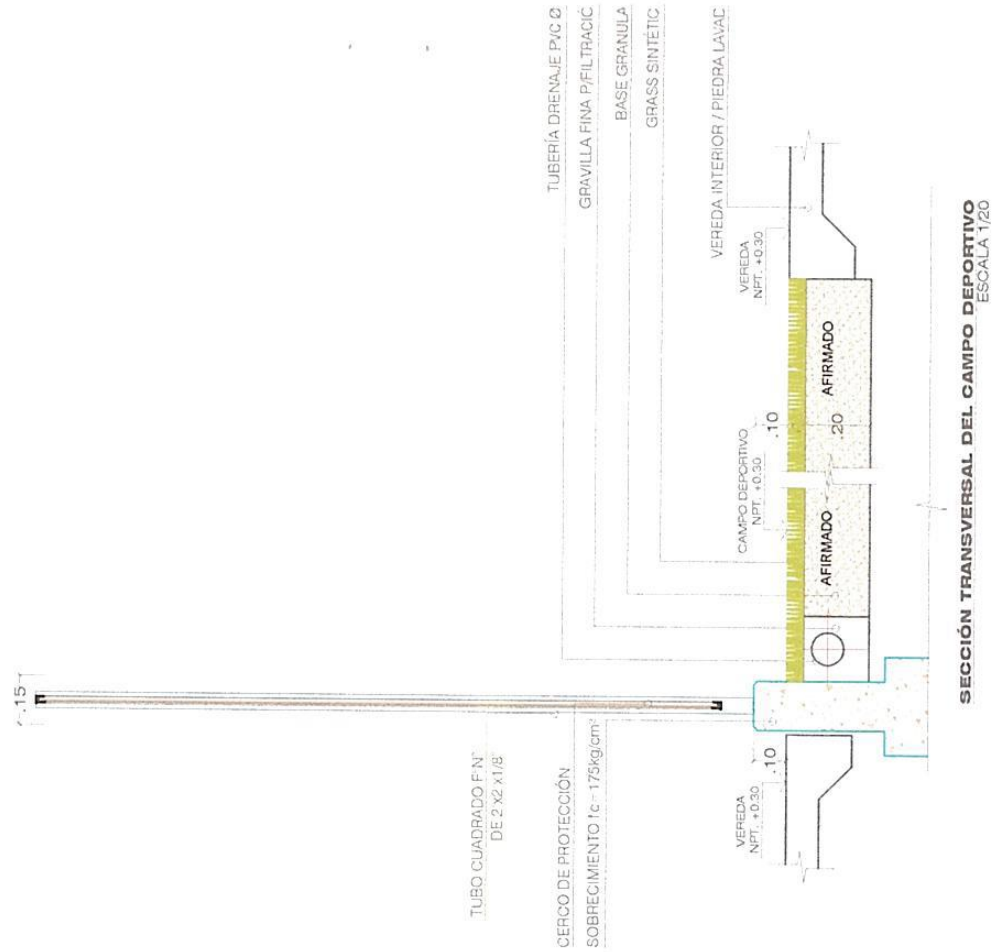 TUBERÍA DRENAJE PVC Ø
GRAVILLA FINA P/FILTRACIÓ
BASE GRANULA
GRASS SINTÉTIC
VEREDA INTERIOR / PIEDRA LAVAD
.15
TUBO CUADRADO F°N°
DE 2"x2"x1/8"
CERCO DE PROTECCIÓN
SOBRECIMIENTO f'c=175kg/cm²
VEREDA
NPT. +0.30
.10
CAMPO DEPORTIVO
NPT. +0.30
.10
VEREDA
NPT. +0.30
AFIRMADO
.20
AFIRMADO
SECCIÓN TRANSVERSAL DEL CAMPO DEPORTIVO
ESCALA 1/20